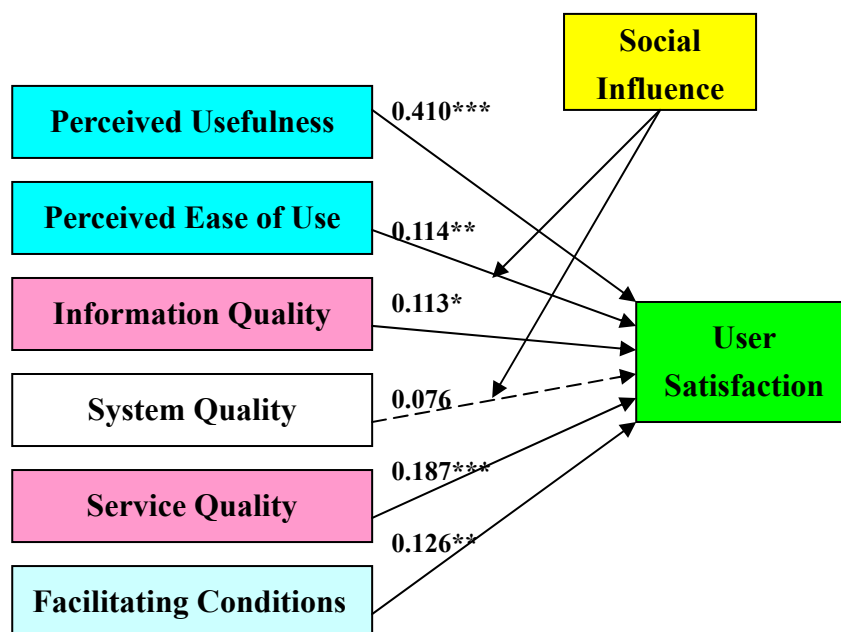 Social
Influence
Perceived Usefulness
0.410***
Perceived Ease of Use
0.114**
Information Quality
0.113*
System Quality
0.076
Service Quality
0.187***
Facilitating Conditions
0.126**
User
Satisfaction